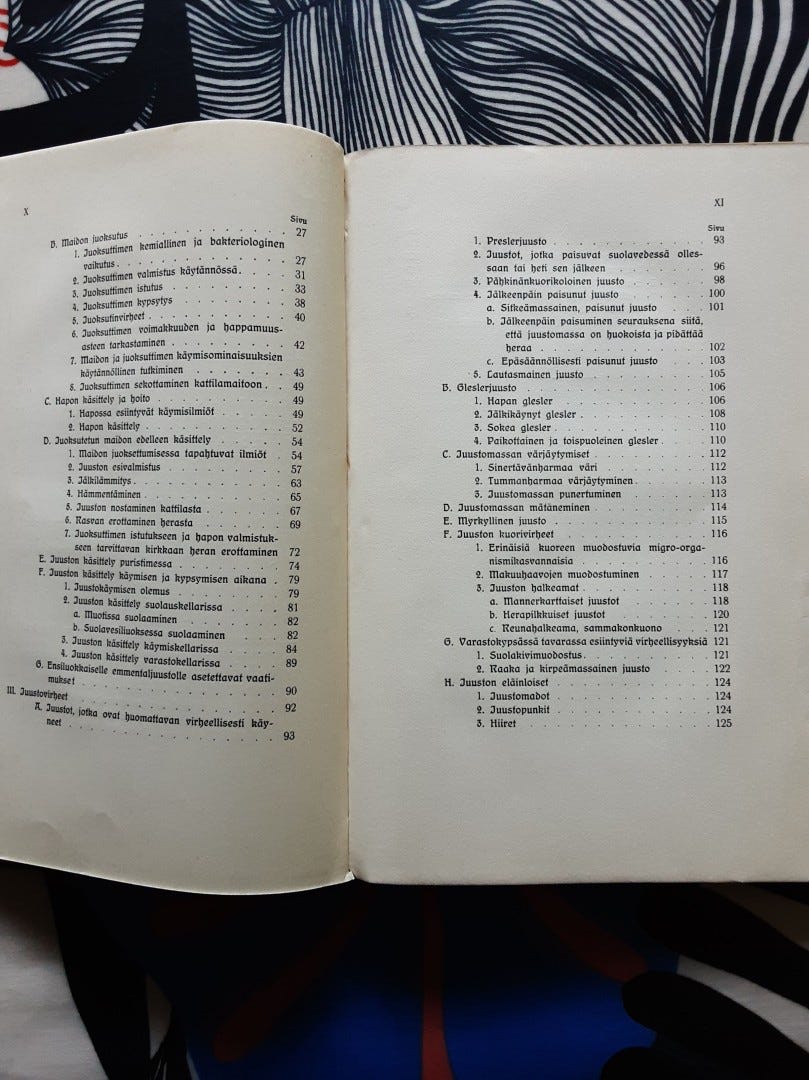 X
Sivu
B. Maidon juoksutus . . . . . . . . . . . . 27
1. Juoksuttimen kemiallinen ja bakteriologinen
vaikutus . . . . . . . . . . . . . . 27
2. Juoksuttimen valmistus käytännössä . . . . 31
3. Juoksuttimen istutus . . . . . . . . . . 33
4. Juoksuttimen kypsytys . . . . . . . . . 38
5. Juoksutinvirheet . . . . . . . . . . . . 40
6. Juoksuttimen voimakkuuden ja happamuus-
asteen tarkastaminen . . . . . . . . . . 42
7. Maidon ja juoksuttimen käymisominaisuuksien
käytännöllinen tutkiminen . . . . . . . . 43
8. Juoksuttimen sekottaminen kattilamaitoon . . . 49
C. Hapon käsittely ja hoito . . . . . . . . . . 49
1. Hapossa esiintyvät käymisilmiöt . . . . . . 49
2. Hapon käsittely . . . . . . . . . . . . 52
D. Juoksutetun maidon edelleen käsittely . . . . . 54
1. Maidon juoksettumisessa tapahtuvat ilmiöt . . 54
2. Juuston esivalmistus . . . . . . . . . . 57
3. Jälkilämmitys . . . . . . . . . . . . . 63
4. Hämmentäminen . . . . . . . . . . . . 65
5. Juuston nostaminen kattilasta . . . . . . . 67
6. Rasvan erottaminen herasta . . . . . . . . 69
7. Juoksuttimen istutukseen ja hapon valmistuk-
seen tarvittavan kirkkaan heran erottaminen 72
E. Juuston käsittely puristimessa . . . . . . . . 74
F. Juuston käsittely käymisen ja kypsymisen aikana . 79
1. Juustokäymisen olemus . . . . . . . . . 79
2. Juuston käsittely suolauskellarissa . . . . . 81
a. Muotissa suolaaminen . . . . . . . . 82
b. Suolavesiliuoksessa suolaaminen . . . . . 82
3. Juuston käsittely käymiskellarissa . . . . . . 84
4. Juuston käsittely varastokellarissa . . . . . . 89
G. Ensiluokkaiselle emmentaljuustolle asetettavat vaati-
mukset . . . . . . . . . . . . . . . . 90
III. Juustovirheet . . . . . . . . . . . . . . . 92
A. Juustot, jotka ovat huomattavan virheellisesti käy-
neet . . . . . . . . . . . . . . . . . 93
XI
Sivu
1. Preslerjuusto . . . . . . . . . . . . . 93
2. Juustot, jotka paisuvat suolavedessä olles-
saan tai heti sen jälkeen . . . . . . . . 96
3. Pähkinänkuorikoloinen juusto . . . . . . . 98
4. Jälkeenpäin paisunut juusto . . . . . . . 100
a. Sitkeämassainen, paisunut juusto . . . . 101
b. Jälkeenpäin paisuminen seurauksena siitä,
että juustomassa on huokoista ja pidättää
heraa . . . . . . . . . . . . . . 102
c. Epäsäännöllisesti paisunut juusto . . . . 103
5. Lautasmainen juusto . . . . . . . . . . 105
B. Gleslerjuusto . . . . . . . . . . . . . . 106
1. Hapan glesler . . . . . . . . . . . . 106
2. Jälkikäynyt glesler . . . . . . . . . . . 108
3. Sokea glesler . . . . . . . . . . . . 110
4. Paikottainen ja toispuoleinen glesler . . . . 110
C. Juustomassan värjäytymiset . . . . . . . . . 112
1. Sinertävänharmaa väri . . . . . . . . . 112
2. Tummanharmaa värjäytyminen . . . . . . . 113
3. Juustomassan punertuminen . . . . . . . . 113
D. Juustomassan mätäneminen . . . . . . . . . 114
E. Myrkyllinen juusto . . . . . . . . . . . . 115
F. Juuston kuorivirheet . . . . . . . . . . . 116
1. Erinäisiä kuoreen muodostuvia migro-orga-
nismikasvannaisia . . . . . . . . . . . 116
2. Makuuhaavojen muodostuminen . . . . . . 117
3. Juuston halkeamat . . . . . . . . . . . 118
a. Mannerkarttaiset juustot . . . . . . . 118
b. Herapilkkuiset juustot . . . . . . . . 120
c. Reunahalkeama, sammakonkuono . . . . 121
G. Varastokypsässä tavarassa esiintyviä virheellisyyksiä 121
1. Suolakivimuodostus . . . . . . . . . . . 121
2. Raaka ja kirpeämassainen juusto . . . . . . 122
H. Juuston eläinloiset . . . . . . . . . . . . 124
1. Juustomadot . . . . . . . . . . . . . 124
2. Juustopunkit . . . . . . . . . . . . . 124
3. Hiiret . . . . . . . . . . . . . . . 125